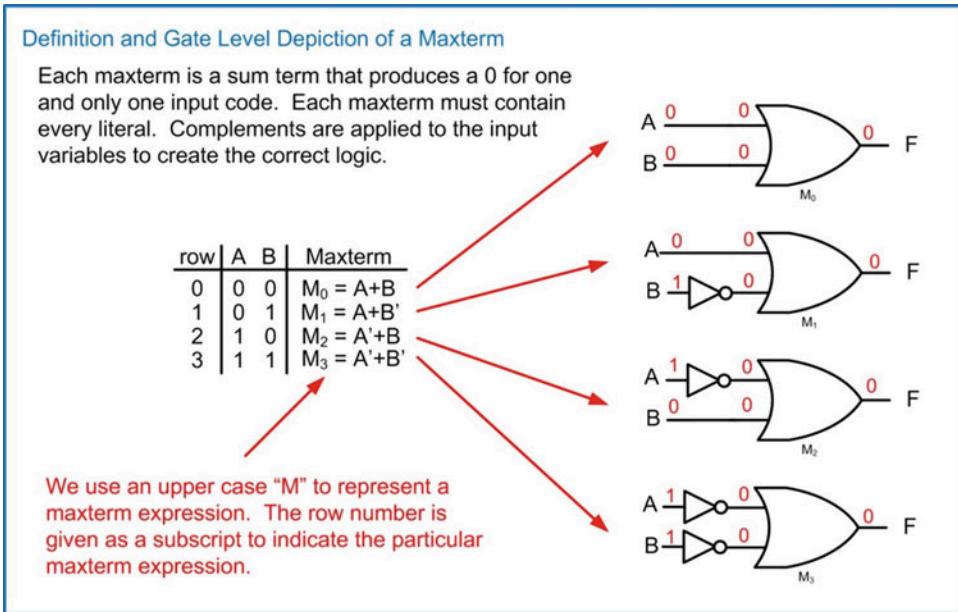 Definition and Gate Level Depiction of a Maxterm
Each maxterm is a sum term that produces a 0 for one
and only one input code. Each maxterm must contain
every literal. Complements are applied to the input
variables to create the correct logic.
row A B Maxterm
0 0 0 M₀ = A+B
1 0 1 M₁ = A+B'
2 1 0 M₂ = A'+B
3 1 1 M₃ = A'+B'
We use an upper case “M” to represent a
maxterm expression. The row number is
given as a subscript to indicate the particular
maxterm expression.
A 0 0
0 F
B 0 0
M₀
A 0 0
0 F
B 1 0
M₁
A 1 0
0 F
B 0 0
M₂
A 1 0
0 F
B 1 0
M₃